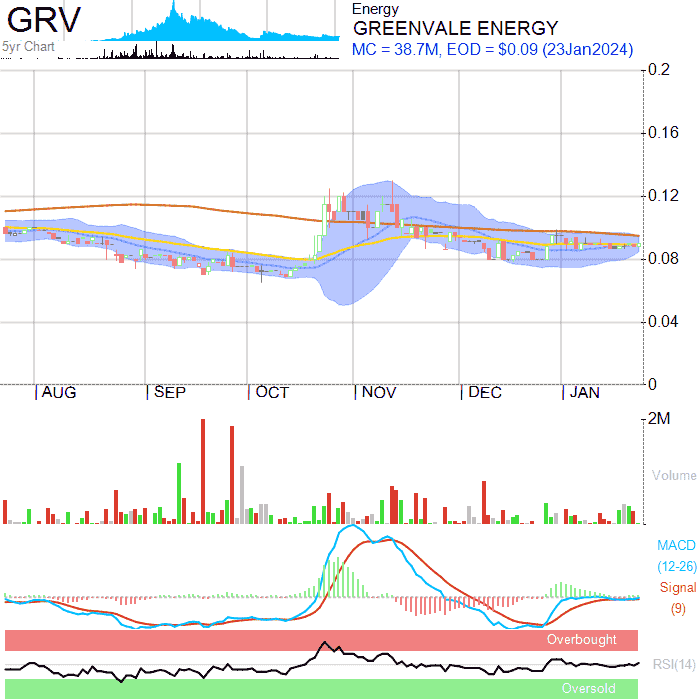 GRV
5yr Chart
Energy
GREENVALE ENERGY
MC = 38.7M, EOD = $0.09 (23Jan2024)
0.2
0.16
0.12
0.08
0.04
0
AUG SEP OCT NOV DEC JAN
2M
Volume
MACD
(12-26)
Signal
(9)
Overbought
RSI(14)
Oversold